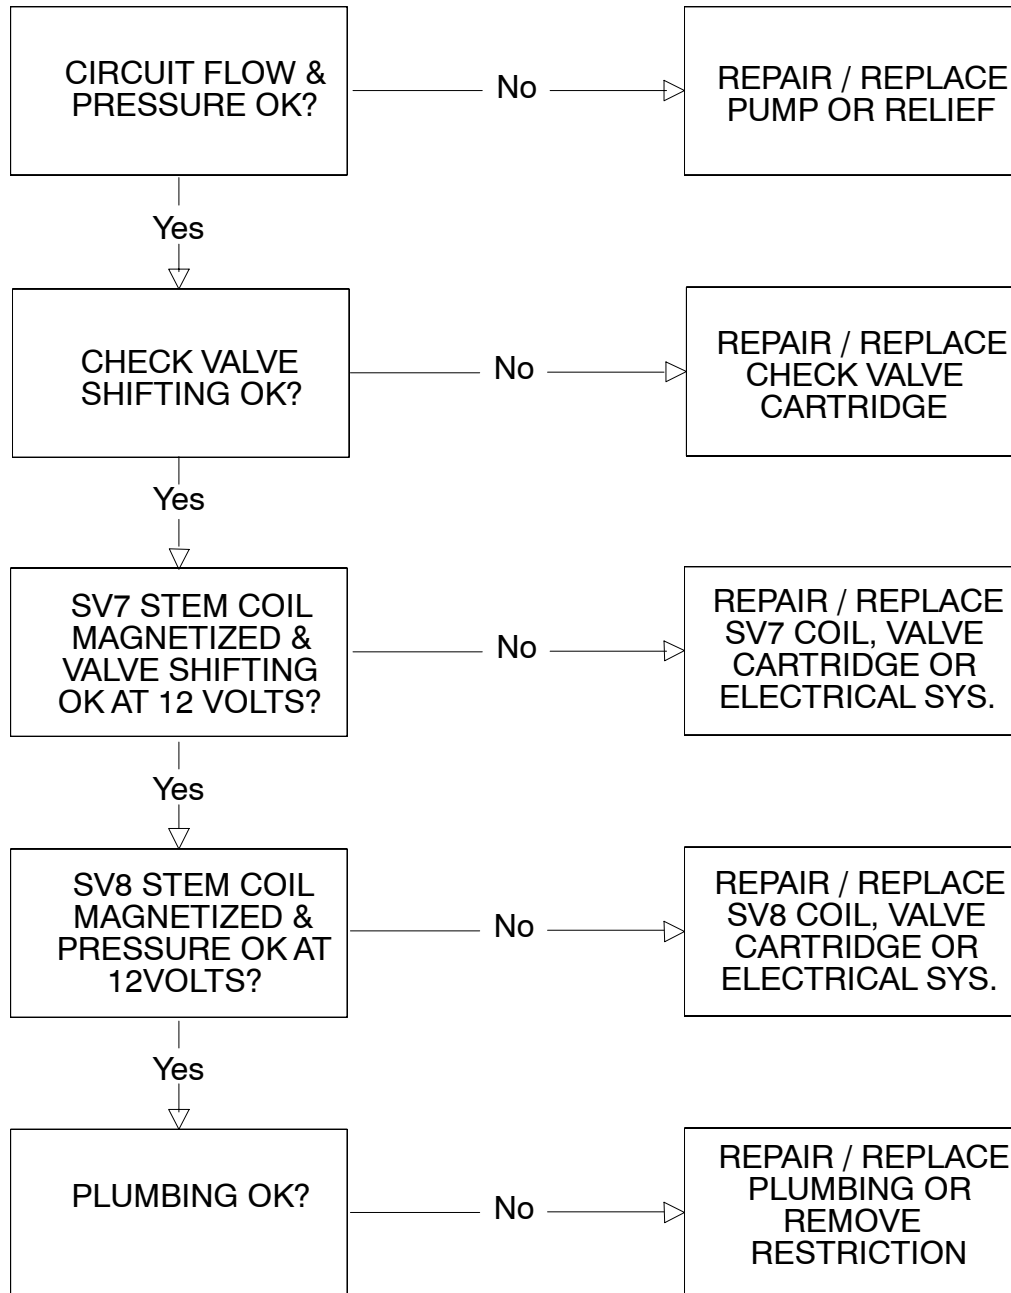 CIRCUIT FLOW &
PRESSURE OK?
No
REPAIR / REPLACE
PUMP OR RELIEF
Yes
CHECK VALVE
SHIFTING OK?
No
REPAIR / REPLACE
CHECK VALVE
CARTRIDGE
Yes
SV7 STEM COIL
MAGNETIZED &
VALVE SHIFTING
OK AT 12 VOLTS?
No
REPAIR / REPLACE
SV7 COIL, VALVE
CARTRIDGE OR
ELECTRICAL SYS.
Yes
SV8 STEM COIL
MAGNETIZED &
PRESSURE OK AT
12VOLTS?
No
REPAIR / REPLACE
SV8 COIL, VALVE
CARTRIDGE OR
ELECTRICAL SYS.
Yes
PLUMBING OK?
No
REPAIR / REPLACE
PLUMBING OR
REMOVE
RESTRICTION